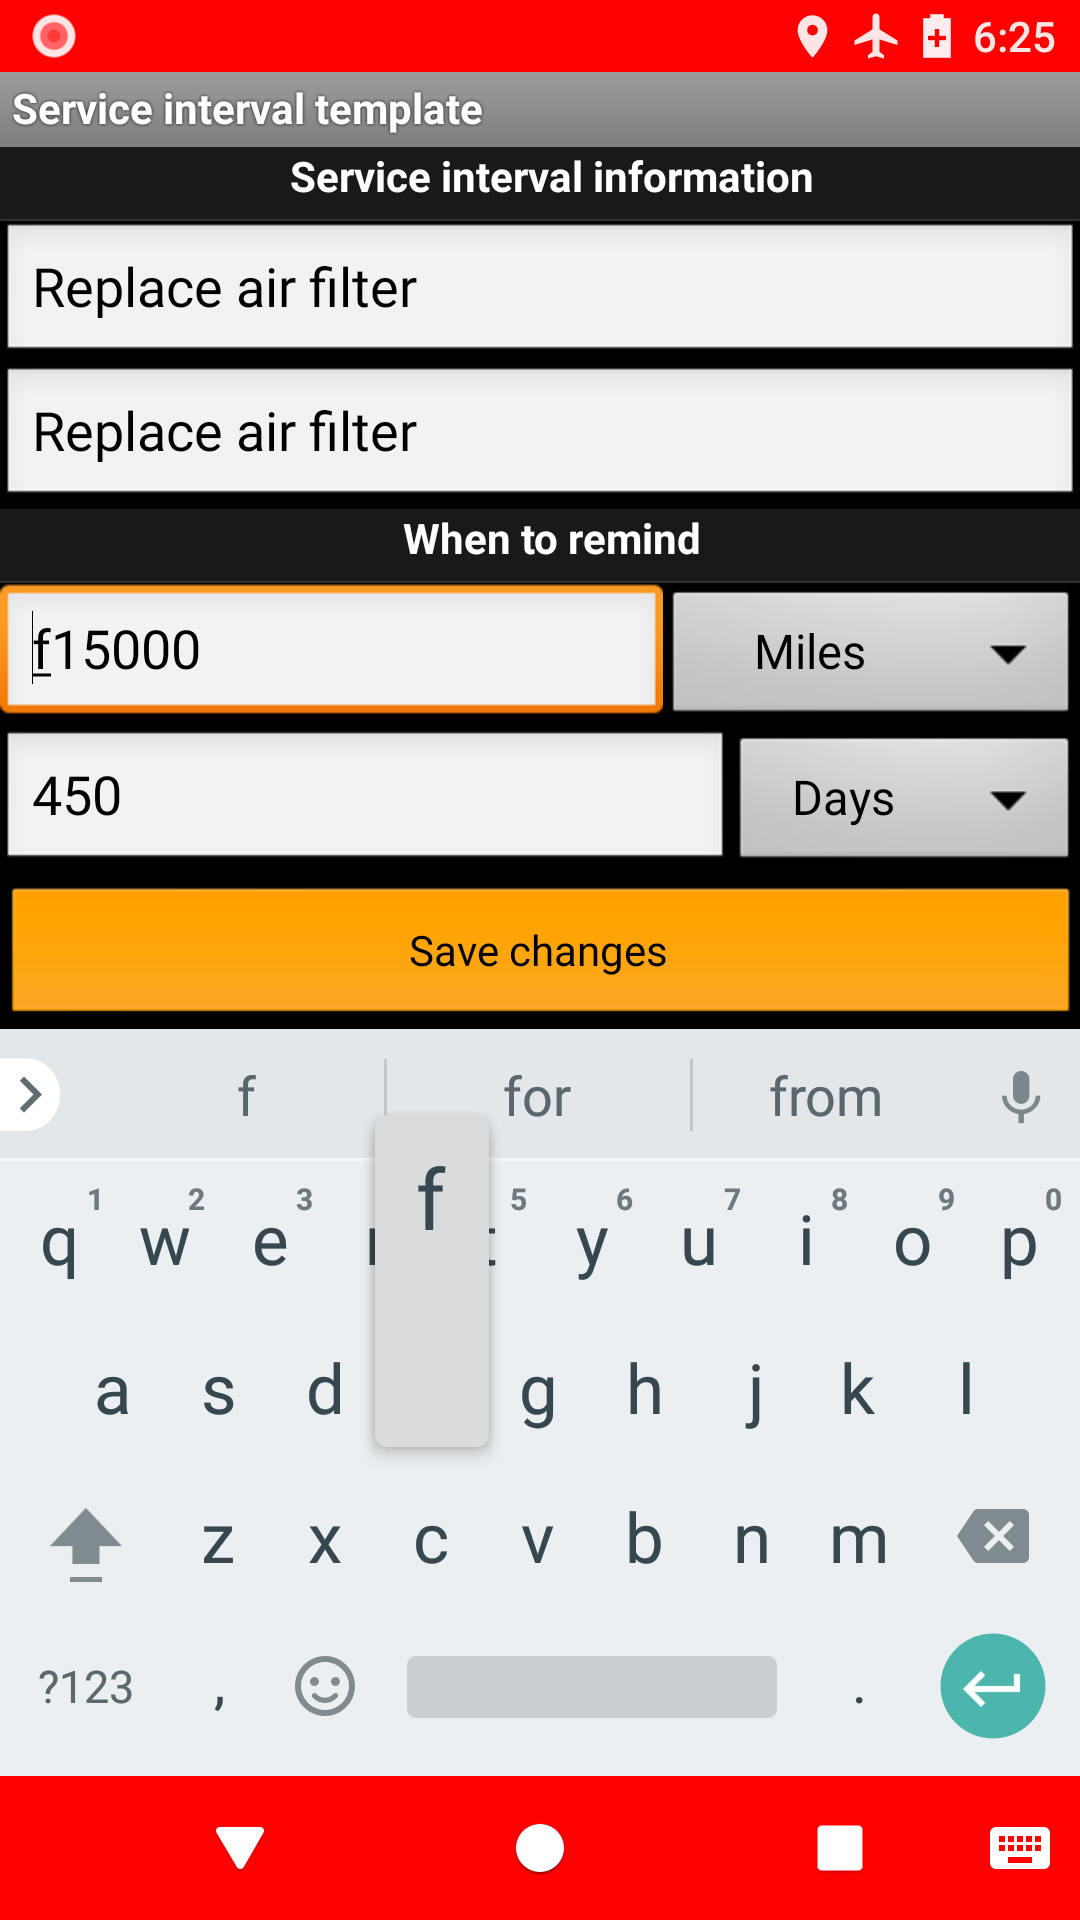 6:25
Service interval template
Service interval information
Replace air filter
Replace air filter
When to remind
f15000 Miles
450 Days
Save changes
f for from
1 2 3 5 6 7 8 9 0
q w e f y u i o p
a s d g h j k l
z x c v b n m
?123 , .